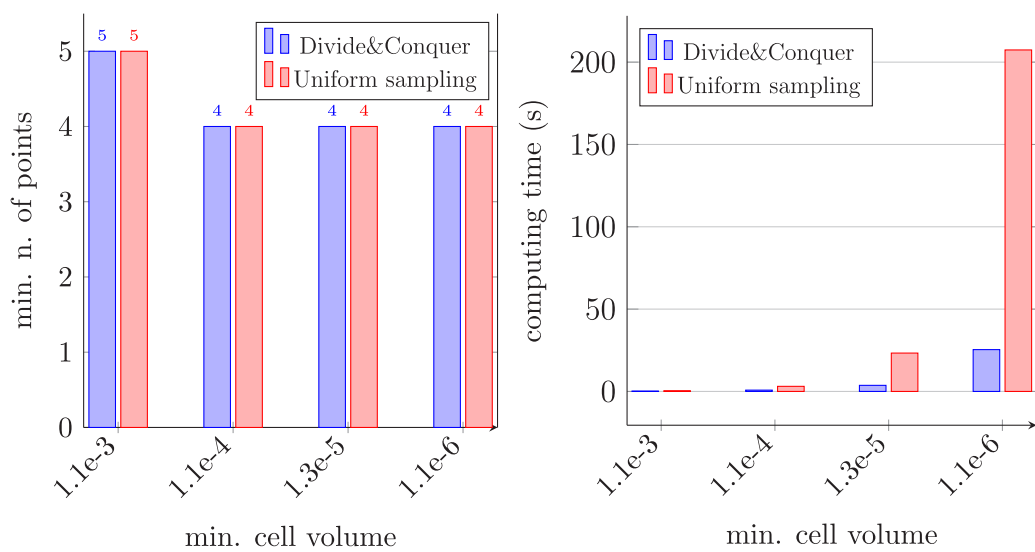 5
5
4
4
4
4
4
4
Divide&Conquer
Uniform sampling
min. n. of points
5
4
3
2
1
0
1.1e-3
1.1e-4
1.3e-5
1.1e-6
min. cell volume
Divide&Conquer
Uniform sampling
computing time (s)
200
150
100
50
0
1.1e-3
1.1e-4
1.3e-5
1.1e-6
min. cell volume